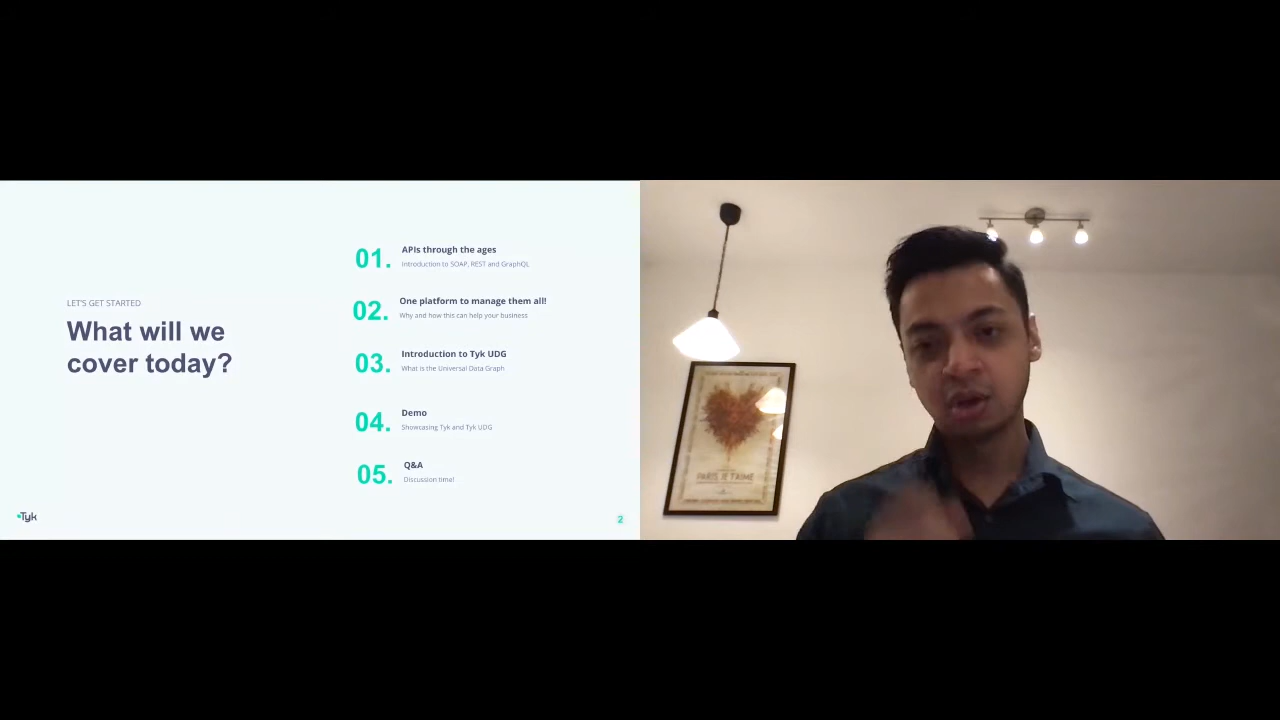 LET'S GET STARTED
What will we
cover today?
01.
APIs through the ages
Introduction to SOAP, REST and GraphQL
02.
One platform to manage them all!
Why and how this can help your business
03.
Introduction to Tyk UDG
What is the Universal Data Graph
04.
Demo
Showcasing Tyk and Tyk UDG
05.
Q&A
Discussion time!
Tyk
2
PARIS JE T'AIME